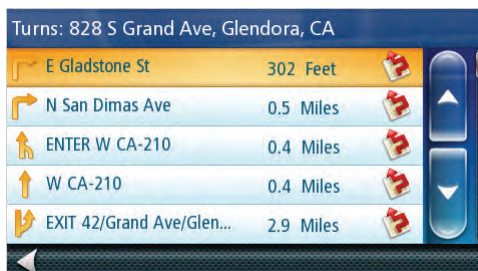 Turns: 828 S Grand Ave, Glendora, CA
E Gladstone St 302 Feet
N San Dimas Ave 0.5 Miles
ENTER W CA-210 0.4 Miles
W CA-210 0.4 Miles
EXIT 42/Grand Ave/Glen... 2.9 Miles